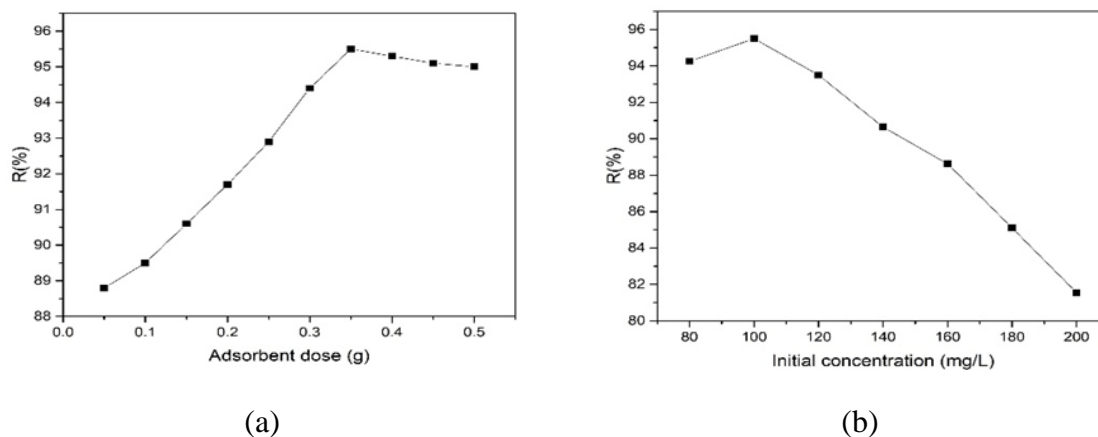 96
95
94
93
92
91
90
89
88
R(%)
0.0 0.1 0.2 0.3 0.4 0.5
Adsorbent dose (g)
(a)
98
96
94
92
90
88
86
84
82
80
R(%)
80 100 120 140 160 180 200
Initial concentration (mg/L)
(b)